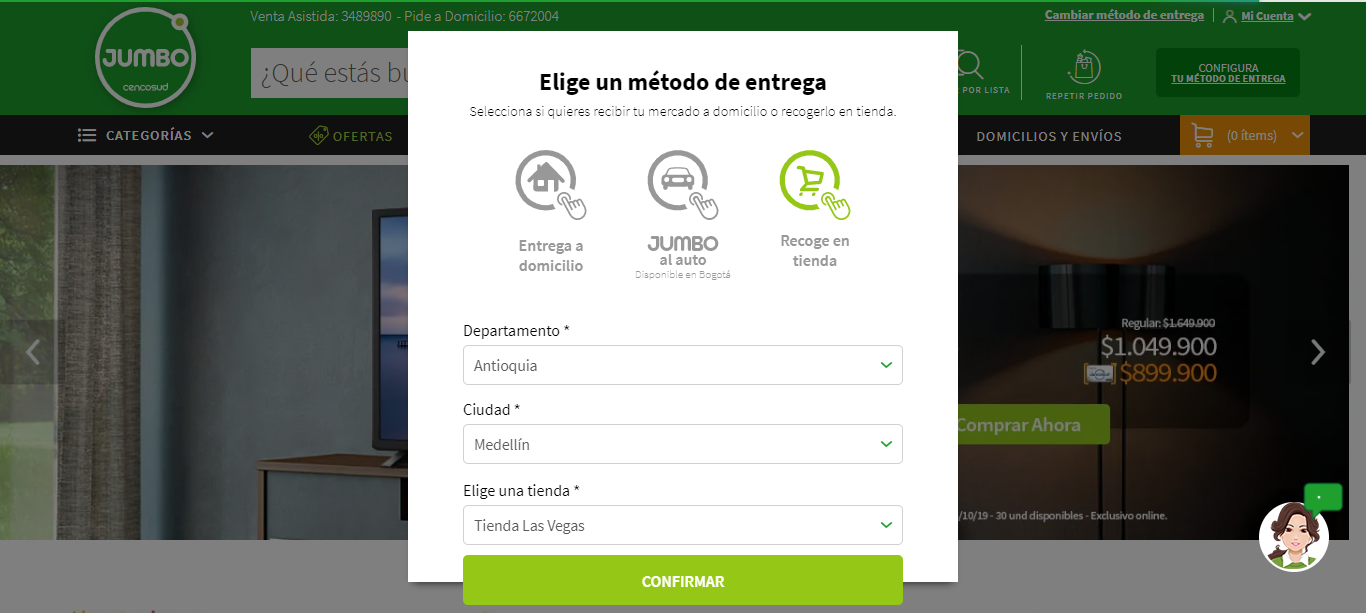 Venta Asistida: 3489890 - Pide a Domicilio: 6672004
Cambiar método de entrega
Mi Cuenta
JUMBO
cencosud
¿Qué estás
POR LISTA
REPETIR PEDIDO
CONFIGURA
TU MÉTODO DE ENTREGA
CATEGORÍAS
OFERTAS
DOMICILIOS Y ENVÍOS
(0 ítems)
Elige un método de entrega
Selecciona si quieres recibir tu mercado a domicilio o recogerlo en tienda.
Entrega a
domicilio
JUMBO
al auto
Disponible en Bogotá
Recoge en
tienda
Departamento *
Antioquia
Ciudad *
Medellín
Elige una tienda *
Tienda Las Vegas
CONFIRMAR
Regular: $1.649.900
$1.049.900
$899.900
Comprar Ahora
/10/19 - 30 und disponibles - Exclusivo online.